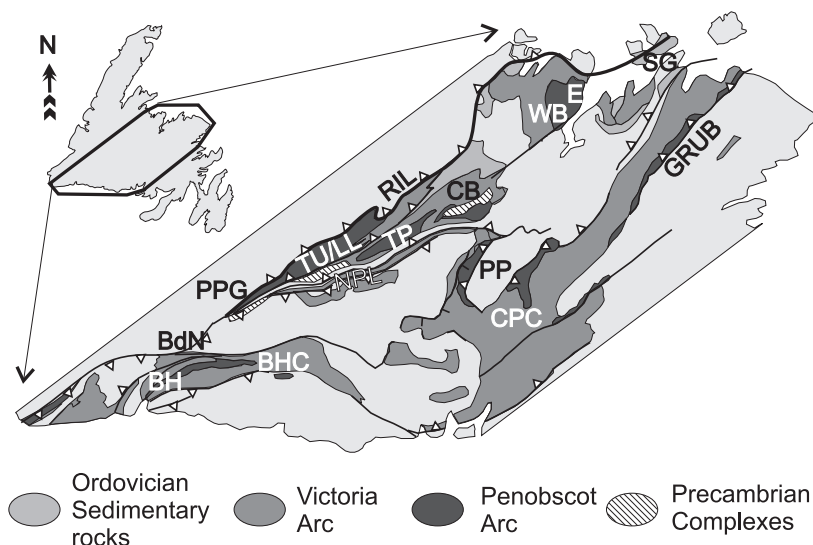 N
SG
E
WB
GRUB
RIL
CB
TP
TU/LL
NPL
PPG
PP
CPC
BdN
BHC
BH
Ordovician
Sedimentary
rocks
Victoria
Arc
Penobscot
Arc
Precambrian
Complexes